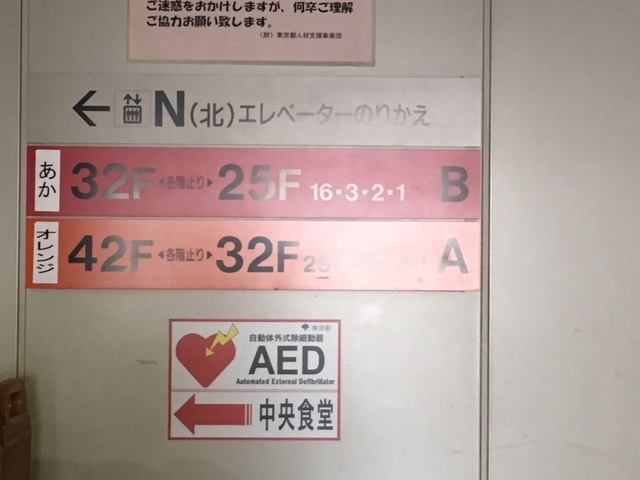 ご迷惑をおかけしますが、何卒ご理解
ご協力お願い致します。
(財)東京都人材支援事業団
← N(北)エレベーターのりかえ
あか 32F ◀各階止り▶ 25F 16・3・2・1 B
オレンジ 42F ◀各階止り▶ 32F 25 A
東京都
自動体外式除細動器
AED
Automated External Defibrillator
中央食堂